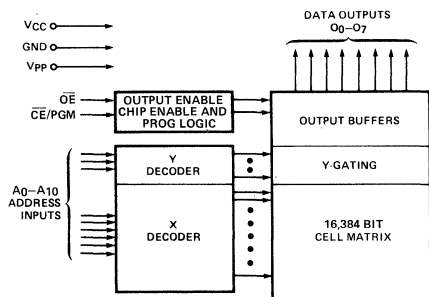 VCC
GND
VPP
DATA OUTPUTS
O0–O7
OE
CE/PGM
OUTPUT ENABLE
CHIP ENABLE AND
PROG LOGIC
OUTPUT BUFFERS
A0–A10
ADDRESS
INPUTS
Y
DECODER
Y-GATING
X
DECODER
16,384 BIT
CELL MATRIX